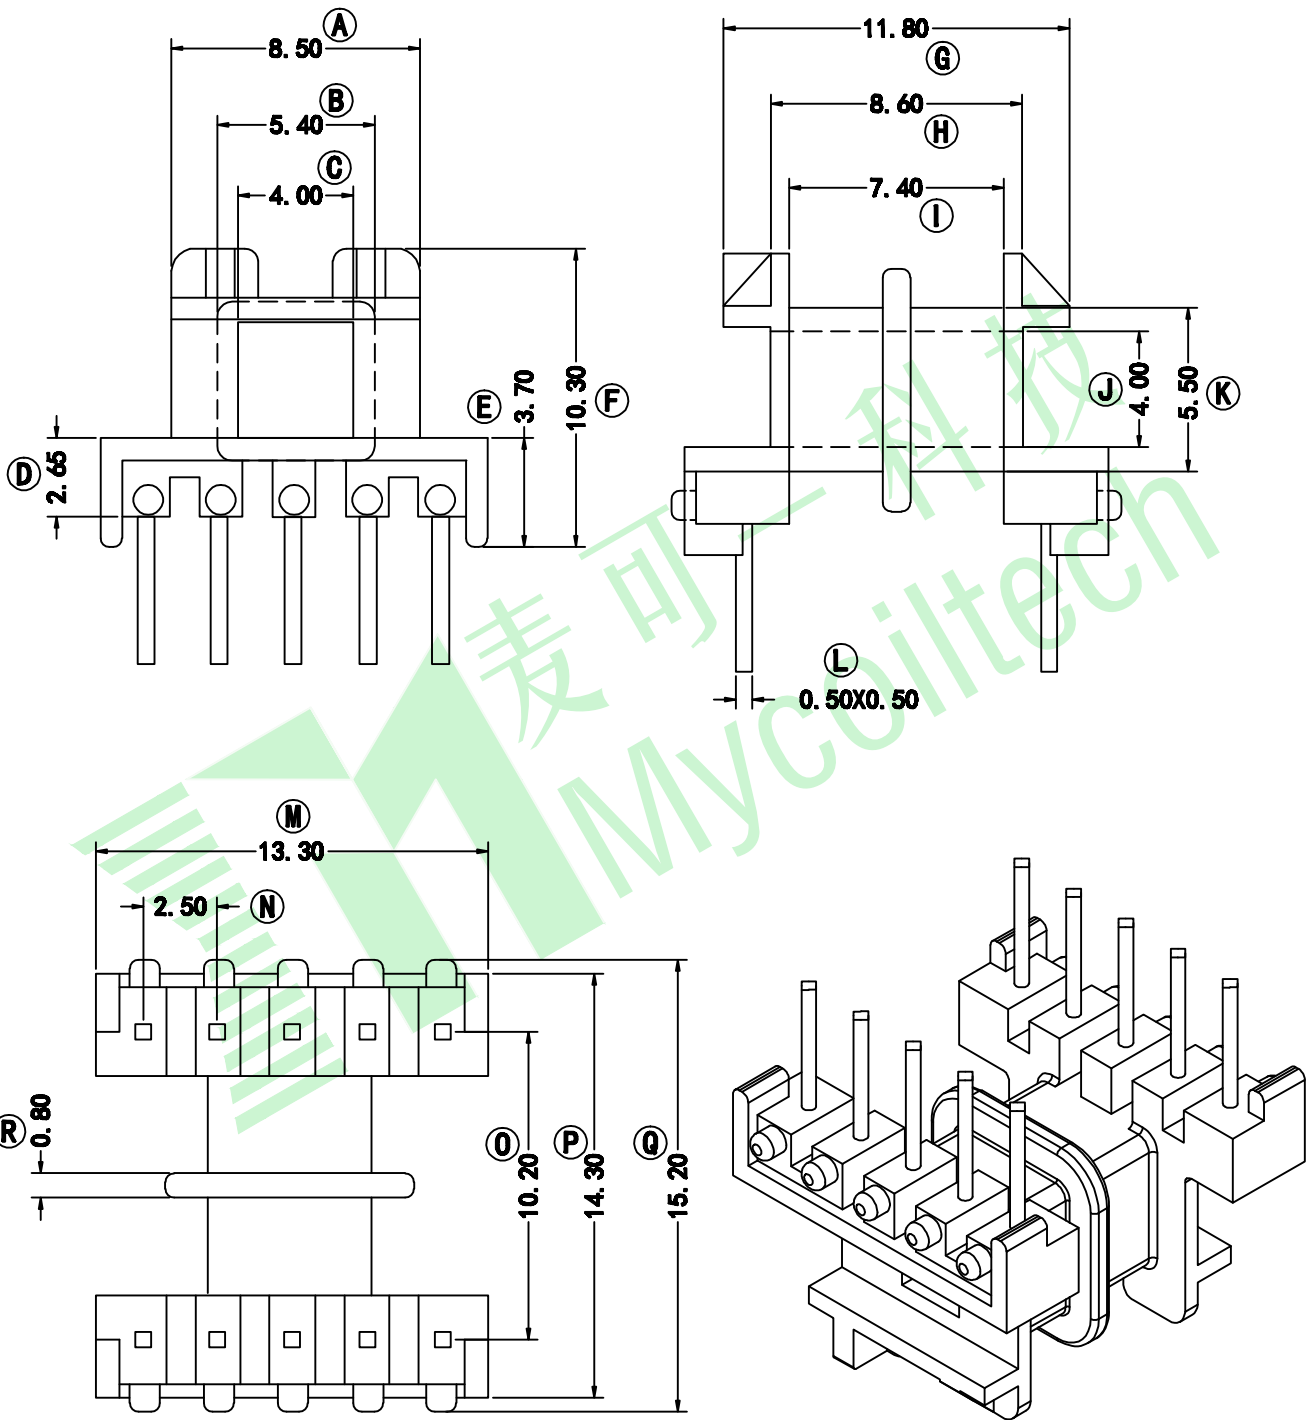 A
8.50
B
5.40
C
4.00
D
2.65
E
3.70
F
10.30
11.80
G
8.60
H
7.40
I
J
4.00
K
5.50
L
0.50X0.50
麦可一科技
Mycoiltech
M
13.30
2.50
N
R
0.80
O
10.20
P
14.30
Q
15.20